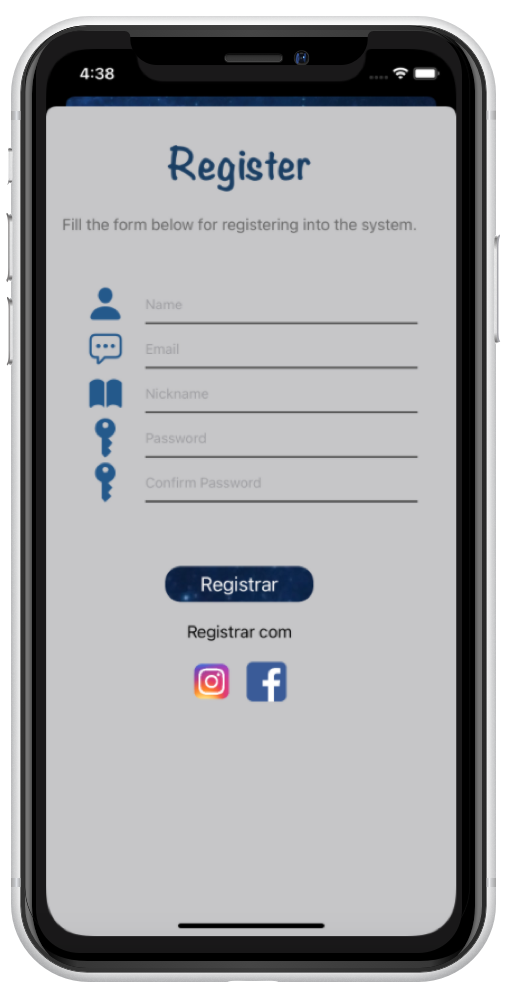 4:38
Register
Fill the form below for registering into the system.
Name
Email
Nickname
Password
Confirm Password
Registrar
Registrar com